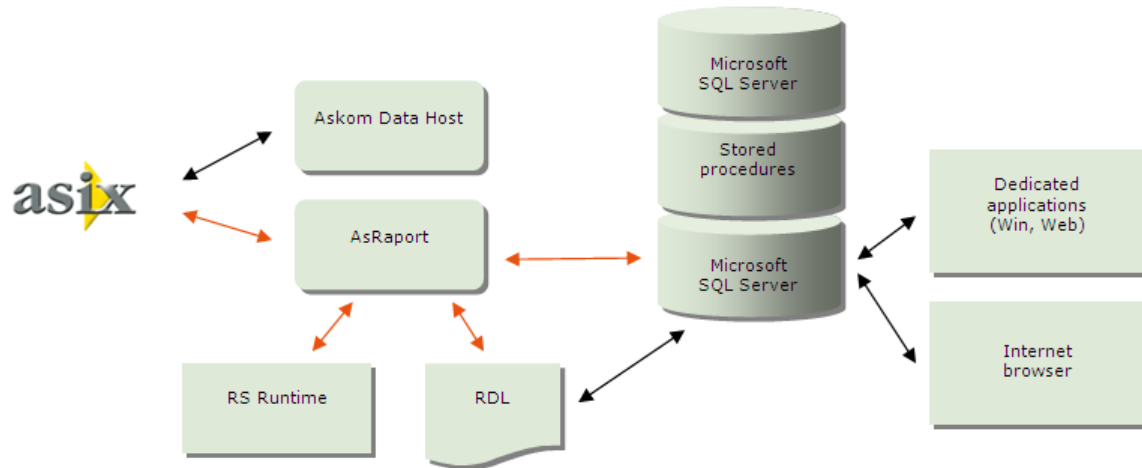 asix
Askom Data Host
AsRaport
RS Runtime
RDL
Microsoft
SQL Server
Stored
procedures
Microsoft
SQL Server
Dedicated
applications
(Win, Web)
Internet
browser